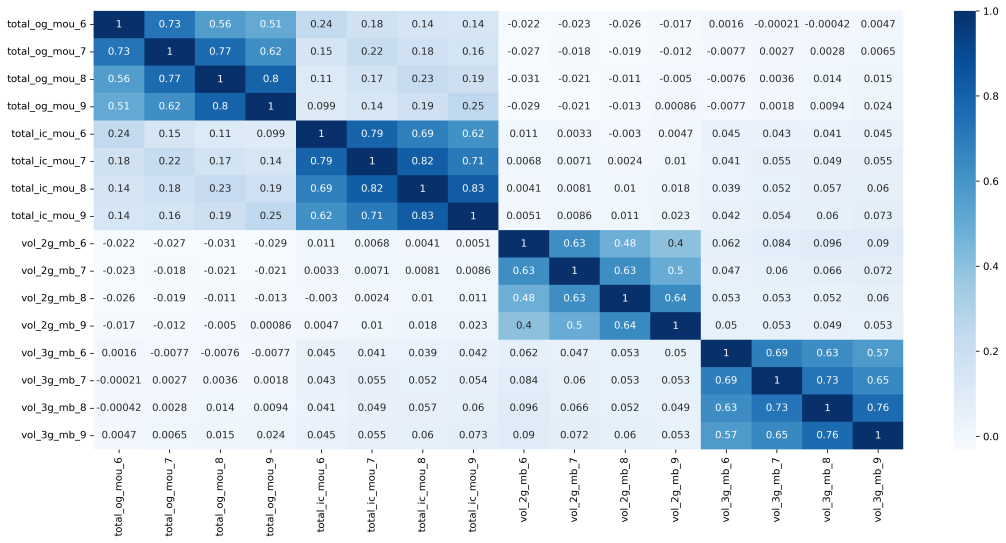 total_og_mou_6 1 0.73 0.56 0.51 0.24 0.18 0.14 0.14 -0.022 -0.023 -0.026 -0.017 0.0016 -0.00021 -0.00042 0.0047
total_og_mou_7 0.73 1 0.77 0.62 0.15 0.22 0.18 0.16 -0.027 -0.018 -0.019 -0.012 -0.0077 0.0027 0.0028 0.0065
total_og_mou_8 0.56 0.77 1 0.8 0.11 0.17 0.23 0.19 -0.031 -0.021 -0.011 -0.005 -0.0076 0.0036 0.014 0.015
total_og_mou_9 0.51 0.62 0.8 1 0.099 0.14 0.19 0.25 -0.029 -0.021 -0.013 0.00086 -0.0077 0.0018 0.0094 0.024
total_ic_mou_6 0.24 0.15 0.11 0.099 1 0.79 0.69 0.62 0.011 0.0033 -0.003 0.0047 0.045 0.043 0.041 0.045
total_ic_mou_7 0.18 0.22 0.17 0.14 0.79 1 0.82 0.71 0.0068 0.0071 0.0024 0.01 0.041 0.055 0.049 0.055
total_ic_mou_8 0.14 0.18 0.23 0.19 0.69 0.82 1 0.83 0.0041 0.0081 0.01 0.018 0.039 0.052 0.057 0.06
total_ic_mou_9 0.14 0.16 0.19 0.25 0.62 0.71 0.83 1 0.0051 0.0086 0.011 0.023 0.042 0.054 0.06 0.073
vol_2g_mb_6 -0.022 -0.027 -0.031 -0.029 0.011 0.0068 0.0041 0.0051 1 0.63 0.48 0.4 0.062 0.084 0.096 0.09
vol_2g_mb_7 -0.023 -0.018 -0.021 -0.021 0.0033 0.0071 0.0081 0.0086 0.63 1 0.63 0.5 0.047 0.06 0.066 0.072
vol_2g_mb_8 -0.026 -0.019 -0.011 -0.013 -0.003 0.0024 0.01 0.011 0.48 0.63 1 0.64 0.053 0.053 0.052 0.06
vol_2g_mb_9 -0.017 -0.012 -0.005 0.00086 0.0047 0.01 0.018 0.023 0.4 0.5 0.64 1 0.05 0.053 0.049 0.053
vol_3g_mb_6 0.0016 -0.0077 -0.0076 -0.0077 0.045 0.041 0.039 0.042 0.062 0.047 0.053 0.05 1 0.69 0.63 0.57
vol_3g_mb_7 -0.00021 0.0027 0.0036 0.0018 0.043 0.055 0.052 0.054 0.084 0.06 0.053 0.053 0.69 1 0.73 0.65
vol_3g_mb_8 -0.00042 0.0028 0.014 0.0094 0.041 0.049 0.057 0.06 0.096 0.066 0.052 0.049 0.63 0.73 1 0.76
vol_3g_mb_9 0.0047 0.0065 0.015 0.024 0.045 0.055 0.06 0.073 0.09 0.072 0.06 0.053 0.57 0.65 0.76 1
total_og_mou_6
total_og_mou_7
total_og_mou_8
total_og_mou_9
total_ic_mou_6
total_ic_mou_7
total_ic_mou_8
total_ic_mou_9
vol_2g_mb_6
vol_2g_mb_7
vol_2g_mb_8
vol_2g_mb_9
vol_3g_mb_6
vol_3g_mb_7
vol_3g_mb_8
vol_3g_mb_9
1.0
0.8
0.6
0.4
0.2
0.0